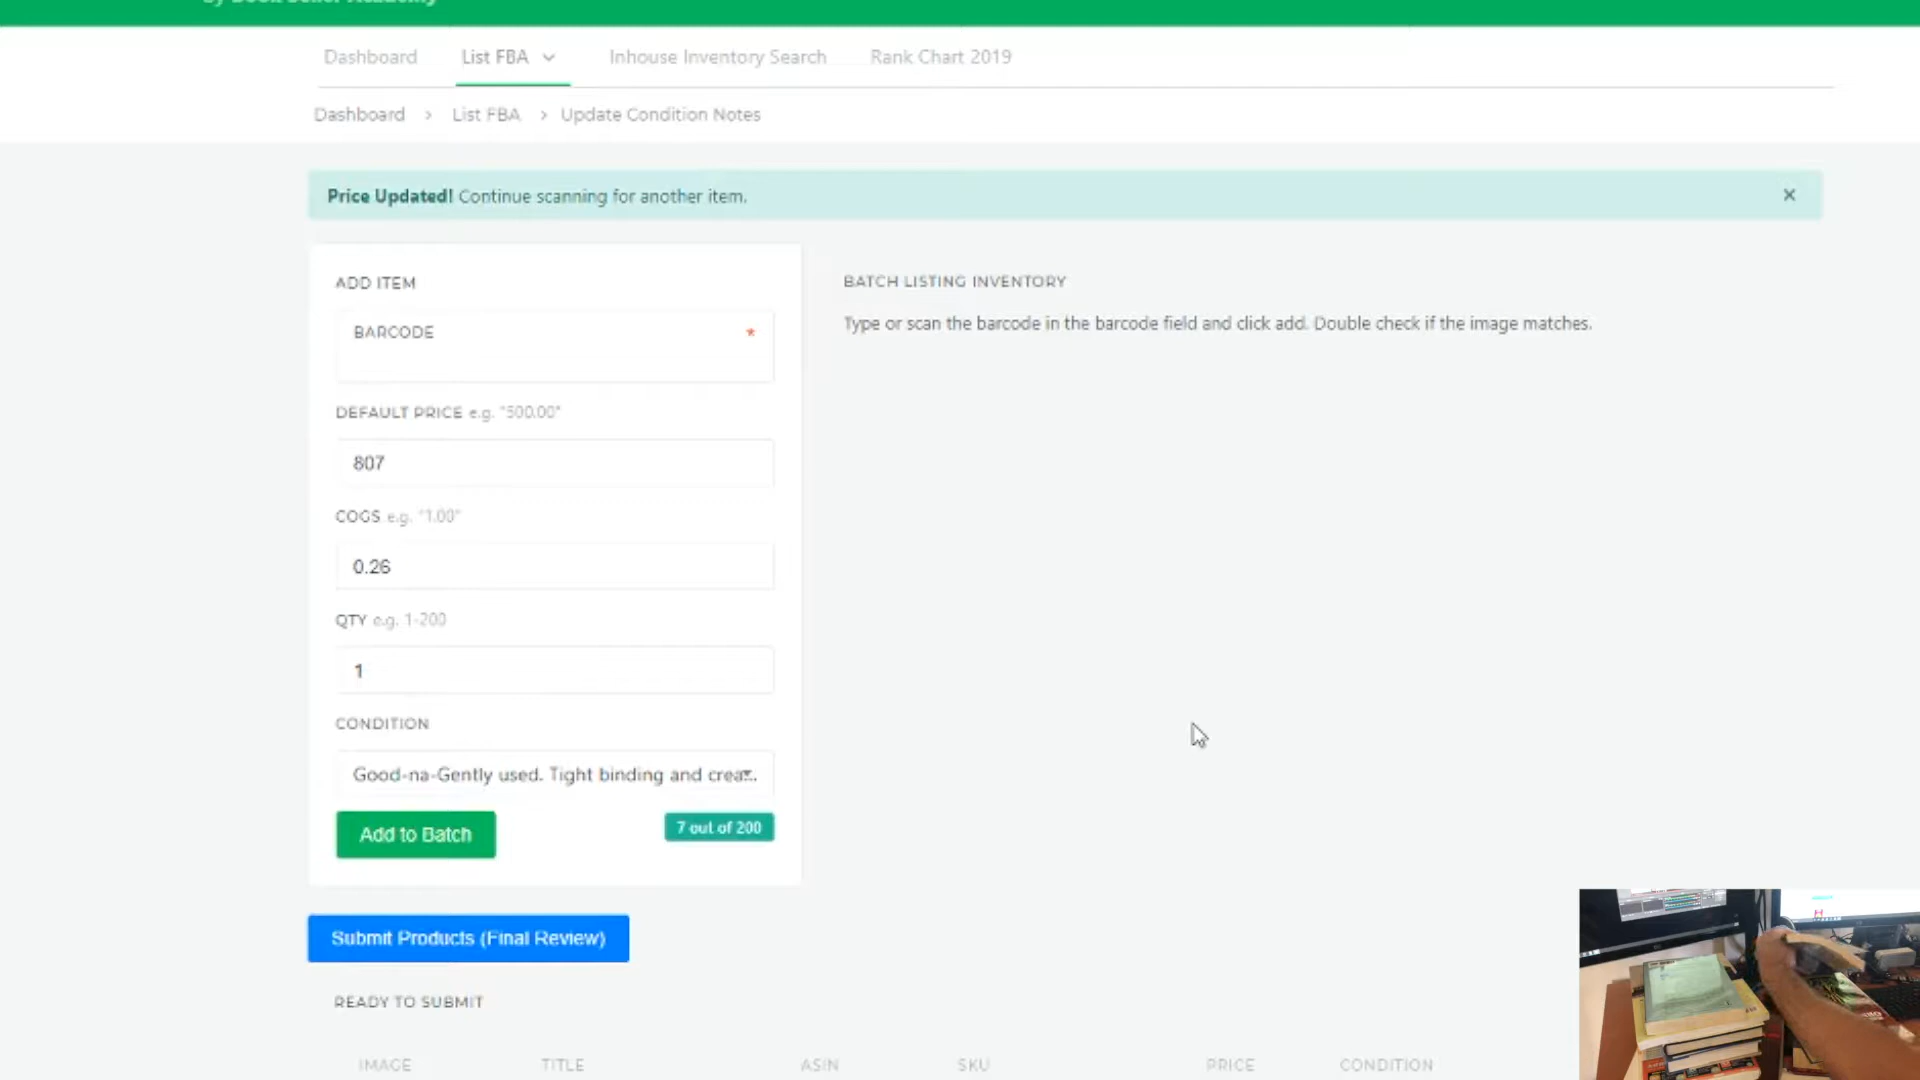 Dashboard List FBA Inhouse Inventory Search Rank Chart 2019
Dashboard > List FBA > Update Condition Notes
Price Updated! Continue scanning for another item. ×
ADD ITEM
BARCODE *
DEFAULT PRICE e.g. "500.00"
807
COGS e.g. "1.00"
0.26
QTY e.g. 1-200
1
CONDITION
Good-na-Gently used. Tight binding and crea...
Add to Batch 7 out of 200
BATCH LISTING INVENTORY
Type or scan the barcode in the barcode field and click add. Double check if the image matches.
Submit Products (Final Review)
READY TO SUBMIT
IMAGE TITLE ASIN SKU PRICE CONDITION